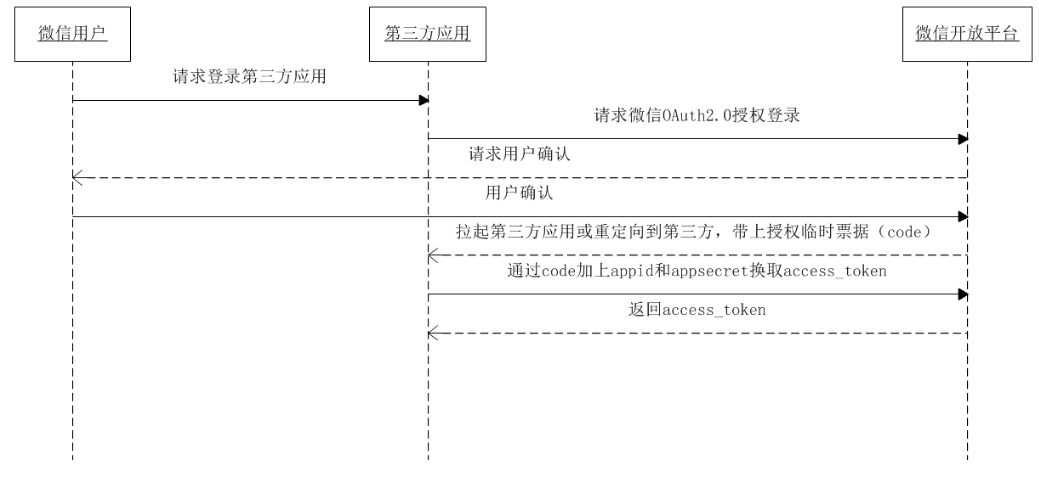 微信用户
第三方应用
微信开放平台
请求登录第三方应用
请求微信OAuth2.0授权登录
请求用户确认
用户确认
拉起第三方应用或重定向到第三方，带上授权临时票据（code）
通过code加上appid和appsecret换取access_token
返回access_token